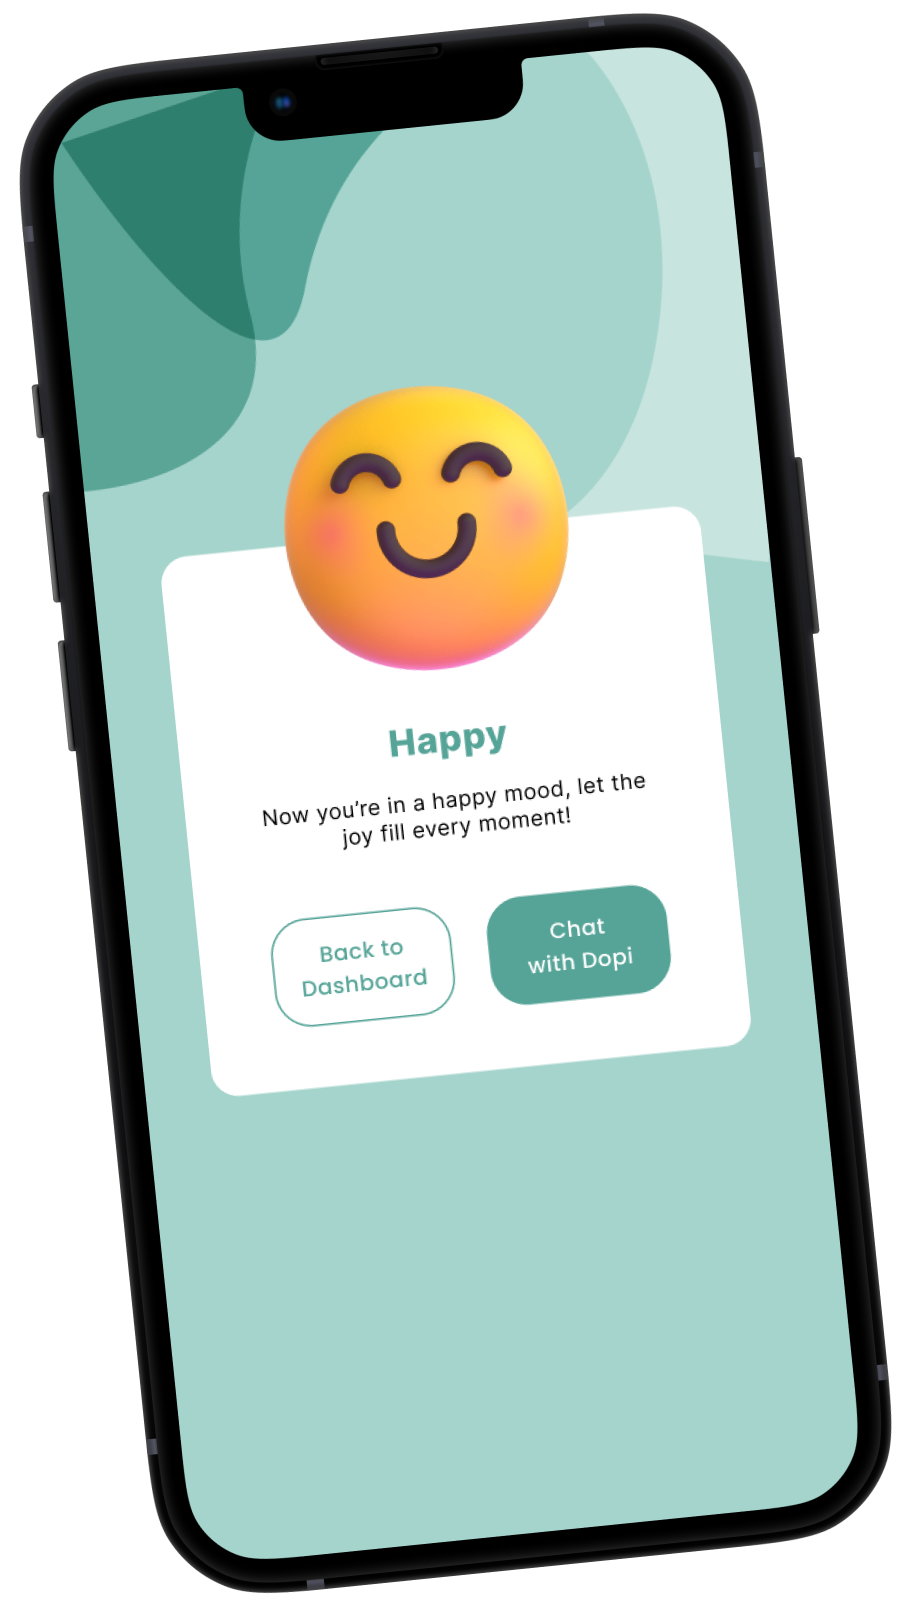 Happy
Now you’re in a happy mood, let the
joy fill every moment!
Back to
Dashboard
Chat
with Dopi